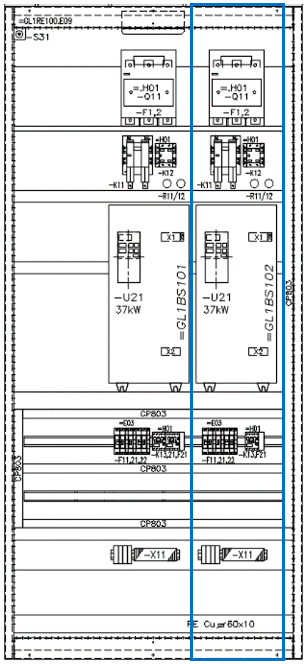 =GL1RE100.E09
-S31
=.H01 =.H01
-Q11 -Q11
-F1,2 -F1,2
=H01 =H01
-K11 -K12 -K11 -K12
-R11/12 -R11/12
X1 X1
-U21 -U21
37kW 37kW
=GL1BS101 =GL1BS102
X2 X2
CP803
CP803
=E03 =H01 =E03 =H01
-F11,21,22 -K13,21,F21 -F11,21,22 -K13,F21
CP803
CP803
CP803
-X11 -X11
PE Cu 60x10